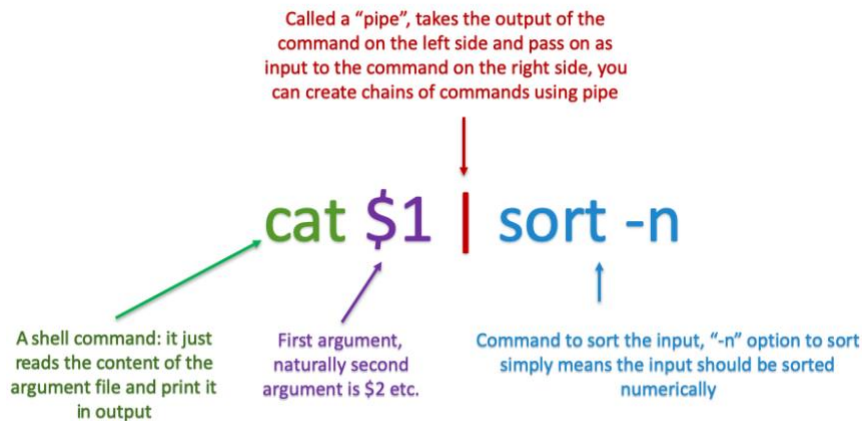 Called a “pipe”, takes the output of the
command on the left side and pass on as
input to the command on the right side, you
can create chains of commands using pipe
cat $1 | sort -n
A shell command: it just
reads the content of the
argument file and print it
in output
First argument,
naturally second
argument is $2 etc.
Command to sort the input, “-n” option to sort
simply means the input should be sorted
numerically